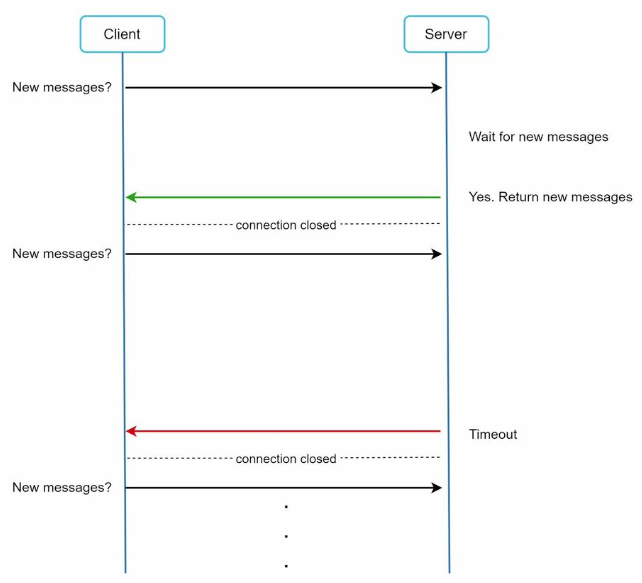 Client
Server
New messages?
Wait for new messages
Yes. Return new messages
connection closed
New messages?
Timeout
connection closed
New messages?